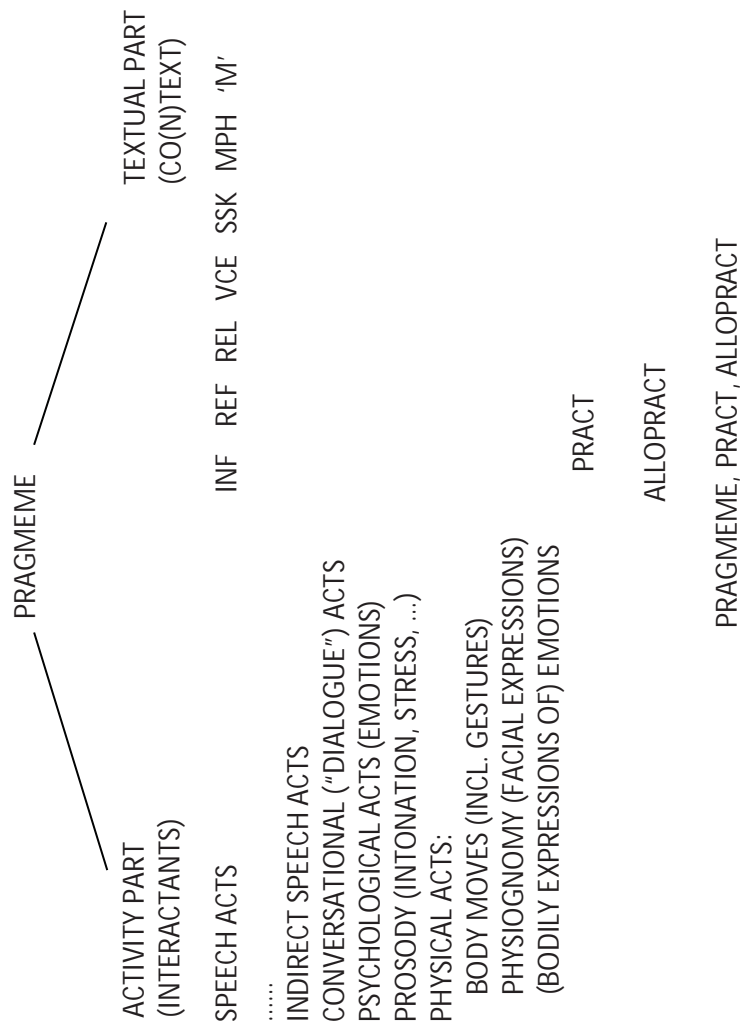 PRAGMEME
ACTIVITY PART
(INTERACTANTS)
TEXTUAL PART
(CO(N)TEXT)
SPEECH ACTS
INF REF REL VCE SSK MPH ‘M’
......
INDIRECT SPEECH ACTS
CONVERSATIONAL (“DIALOGUE”) ACTS
PSYCHOLOGICAL ACTS (EMOTIONS)
PROSODY (INTONATION, STRESS, ...)
PHYSICAL ACTS:
BODY MOVES (INCL. GESTURES)
PHYSIOGNOMY (FACIAL EXPRESSIONS)
(BODILY EXPRESSIONS OF) EMOTIONS
PRACT
ALLOPRACT
PRAGMEME, PRACT, ALLOPRACT